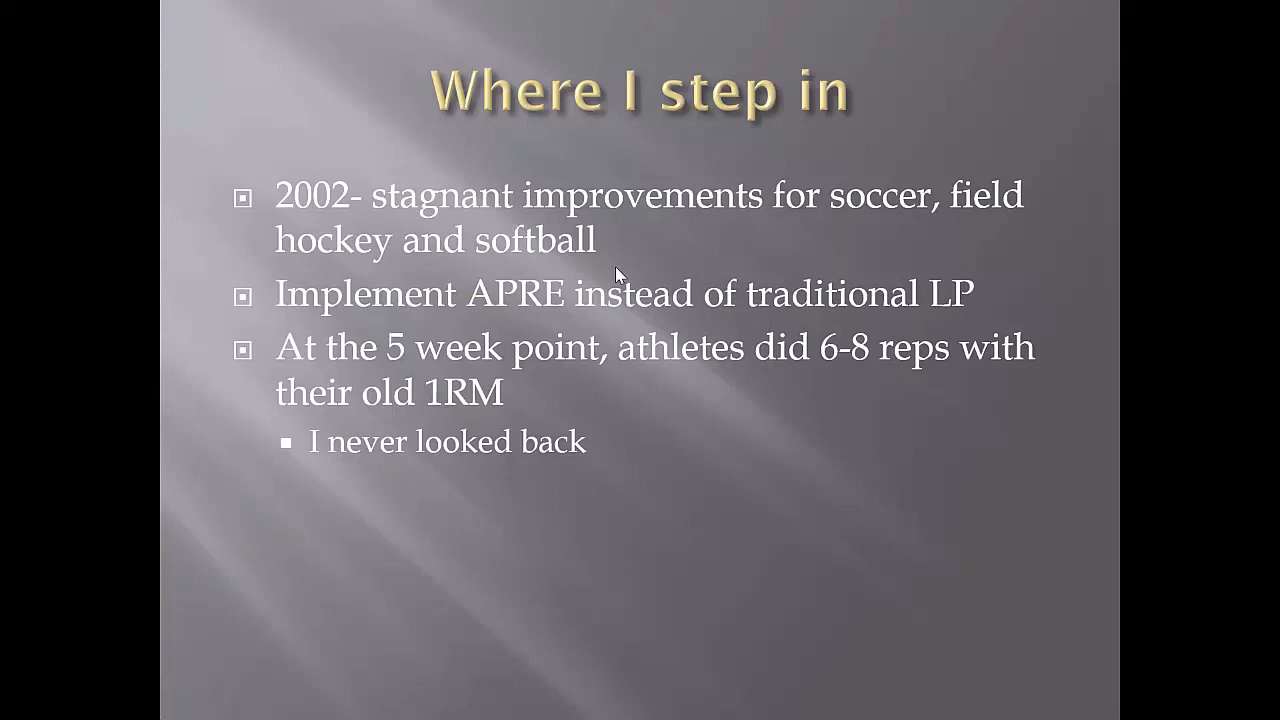 Where I step in
2002- stagnant improvements for soccer, field
hockey and softball
Implement APRE instead of traditional LP
At the 5 week point, athletes did 6-8 reps with
their old 1RM
I never looked back